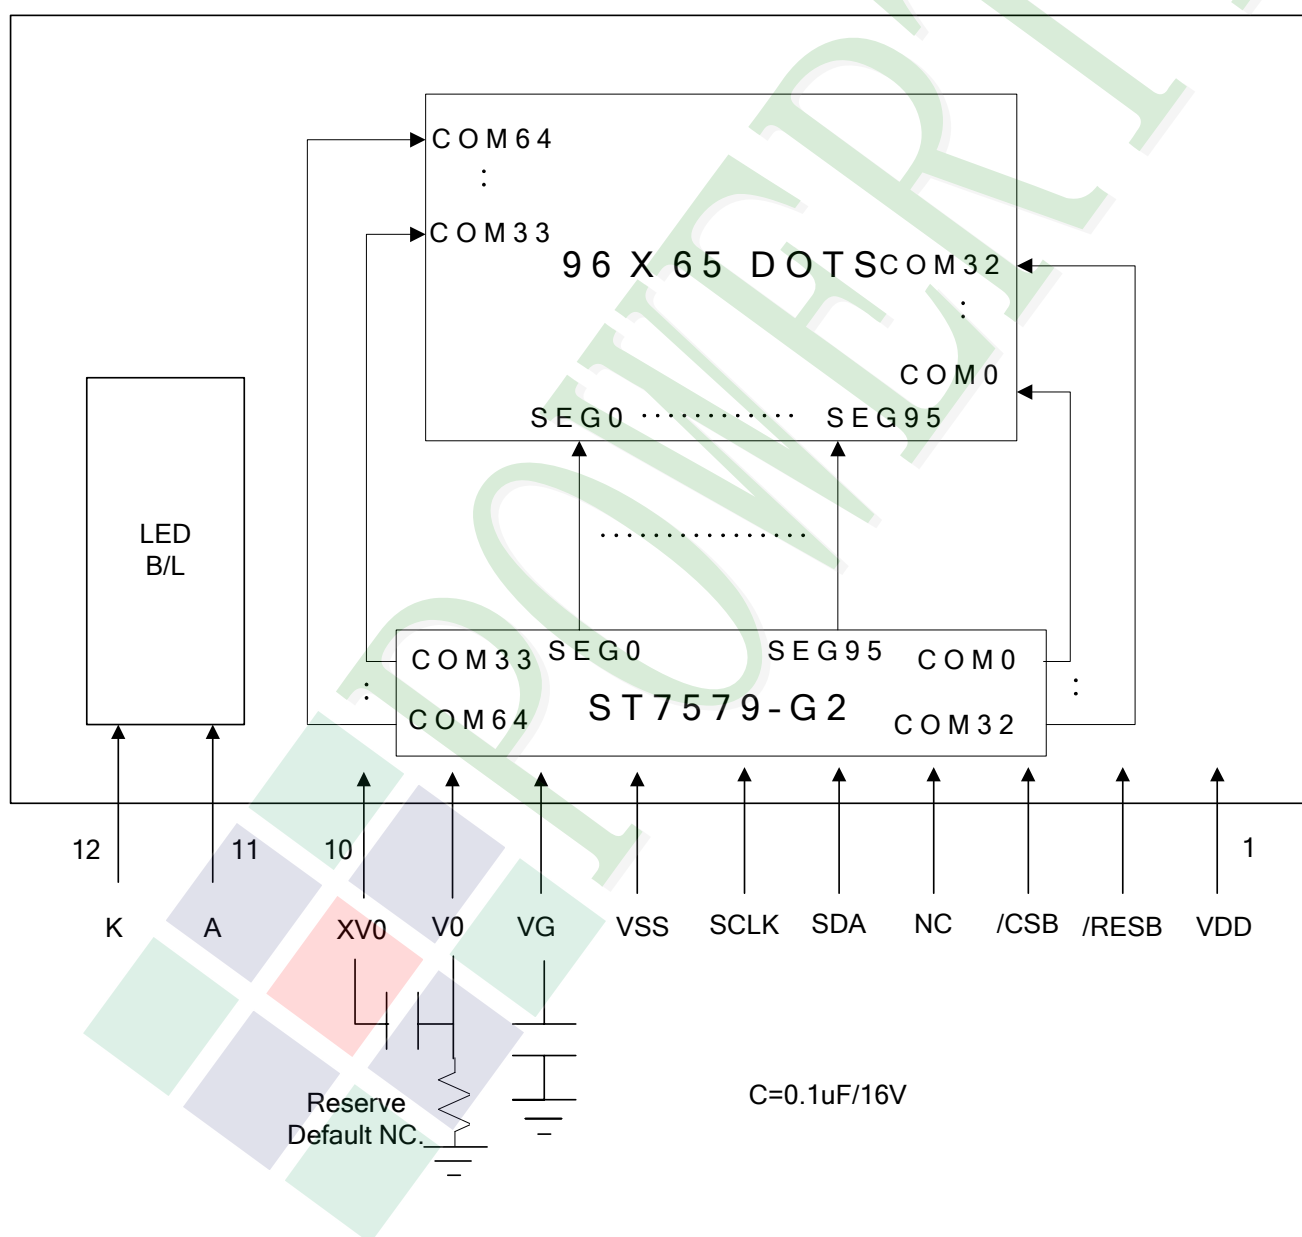 COM64
:
COM33
96 X 65 DOTS
COM32
:
COM0
SEG0 ............ SEG95
LED
B/L
................
COM33 SEG0 SEG95 COM0
: :
ST7579-G2
COM64 COM32
12 11 10 1
K A XV0 V0 VG VSS SCLK SDA NC /CSB /RESB VDD
Reserve
Default NC.
C=0.1uF/16V
POWERT